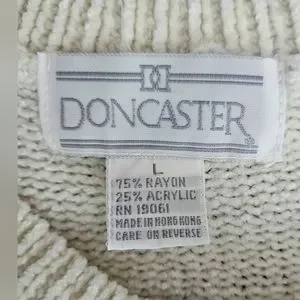 DONCASTER
L
75% RAYON
25% ACRYLIC
RN 19061
MADE IN HONG KONG
CARE ON REVERSE